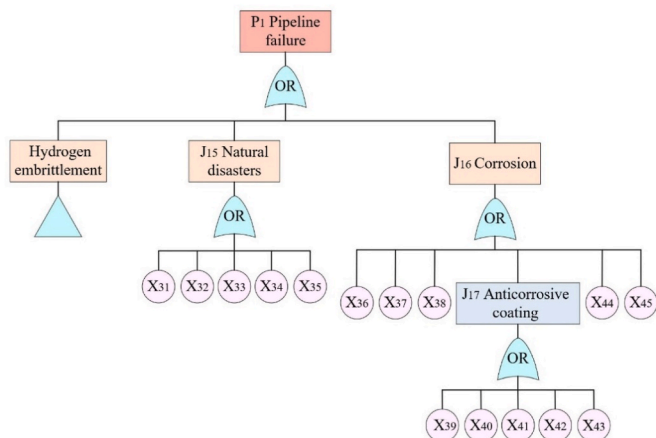 P1 Pipeline
failure
OR
Hydrogen
embrittlement
J15 Natural
disasters
J16 Corrosion
OR
OR
X31 X32 X33 X34 X35
X36 X37 X38
J17 Anticorrosive
coating
X44 X45
OR
X39 X40 X41 X42 X43